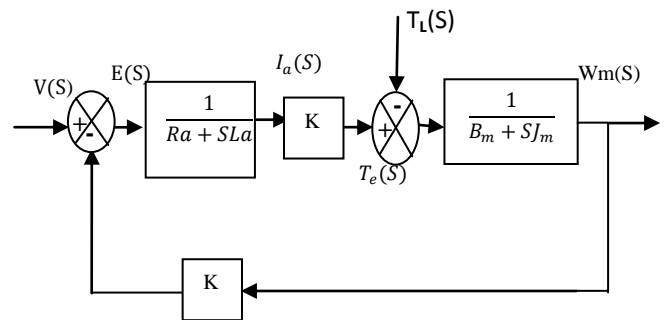 T_L(S)
V(S)
E(S)
I_a(S)
Wm(S)
+
-
1
Ra + SLa
K
-
+
T_e(S)
1
B_m + SJ_m
K